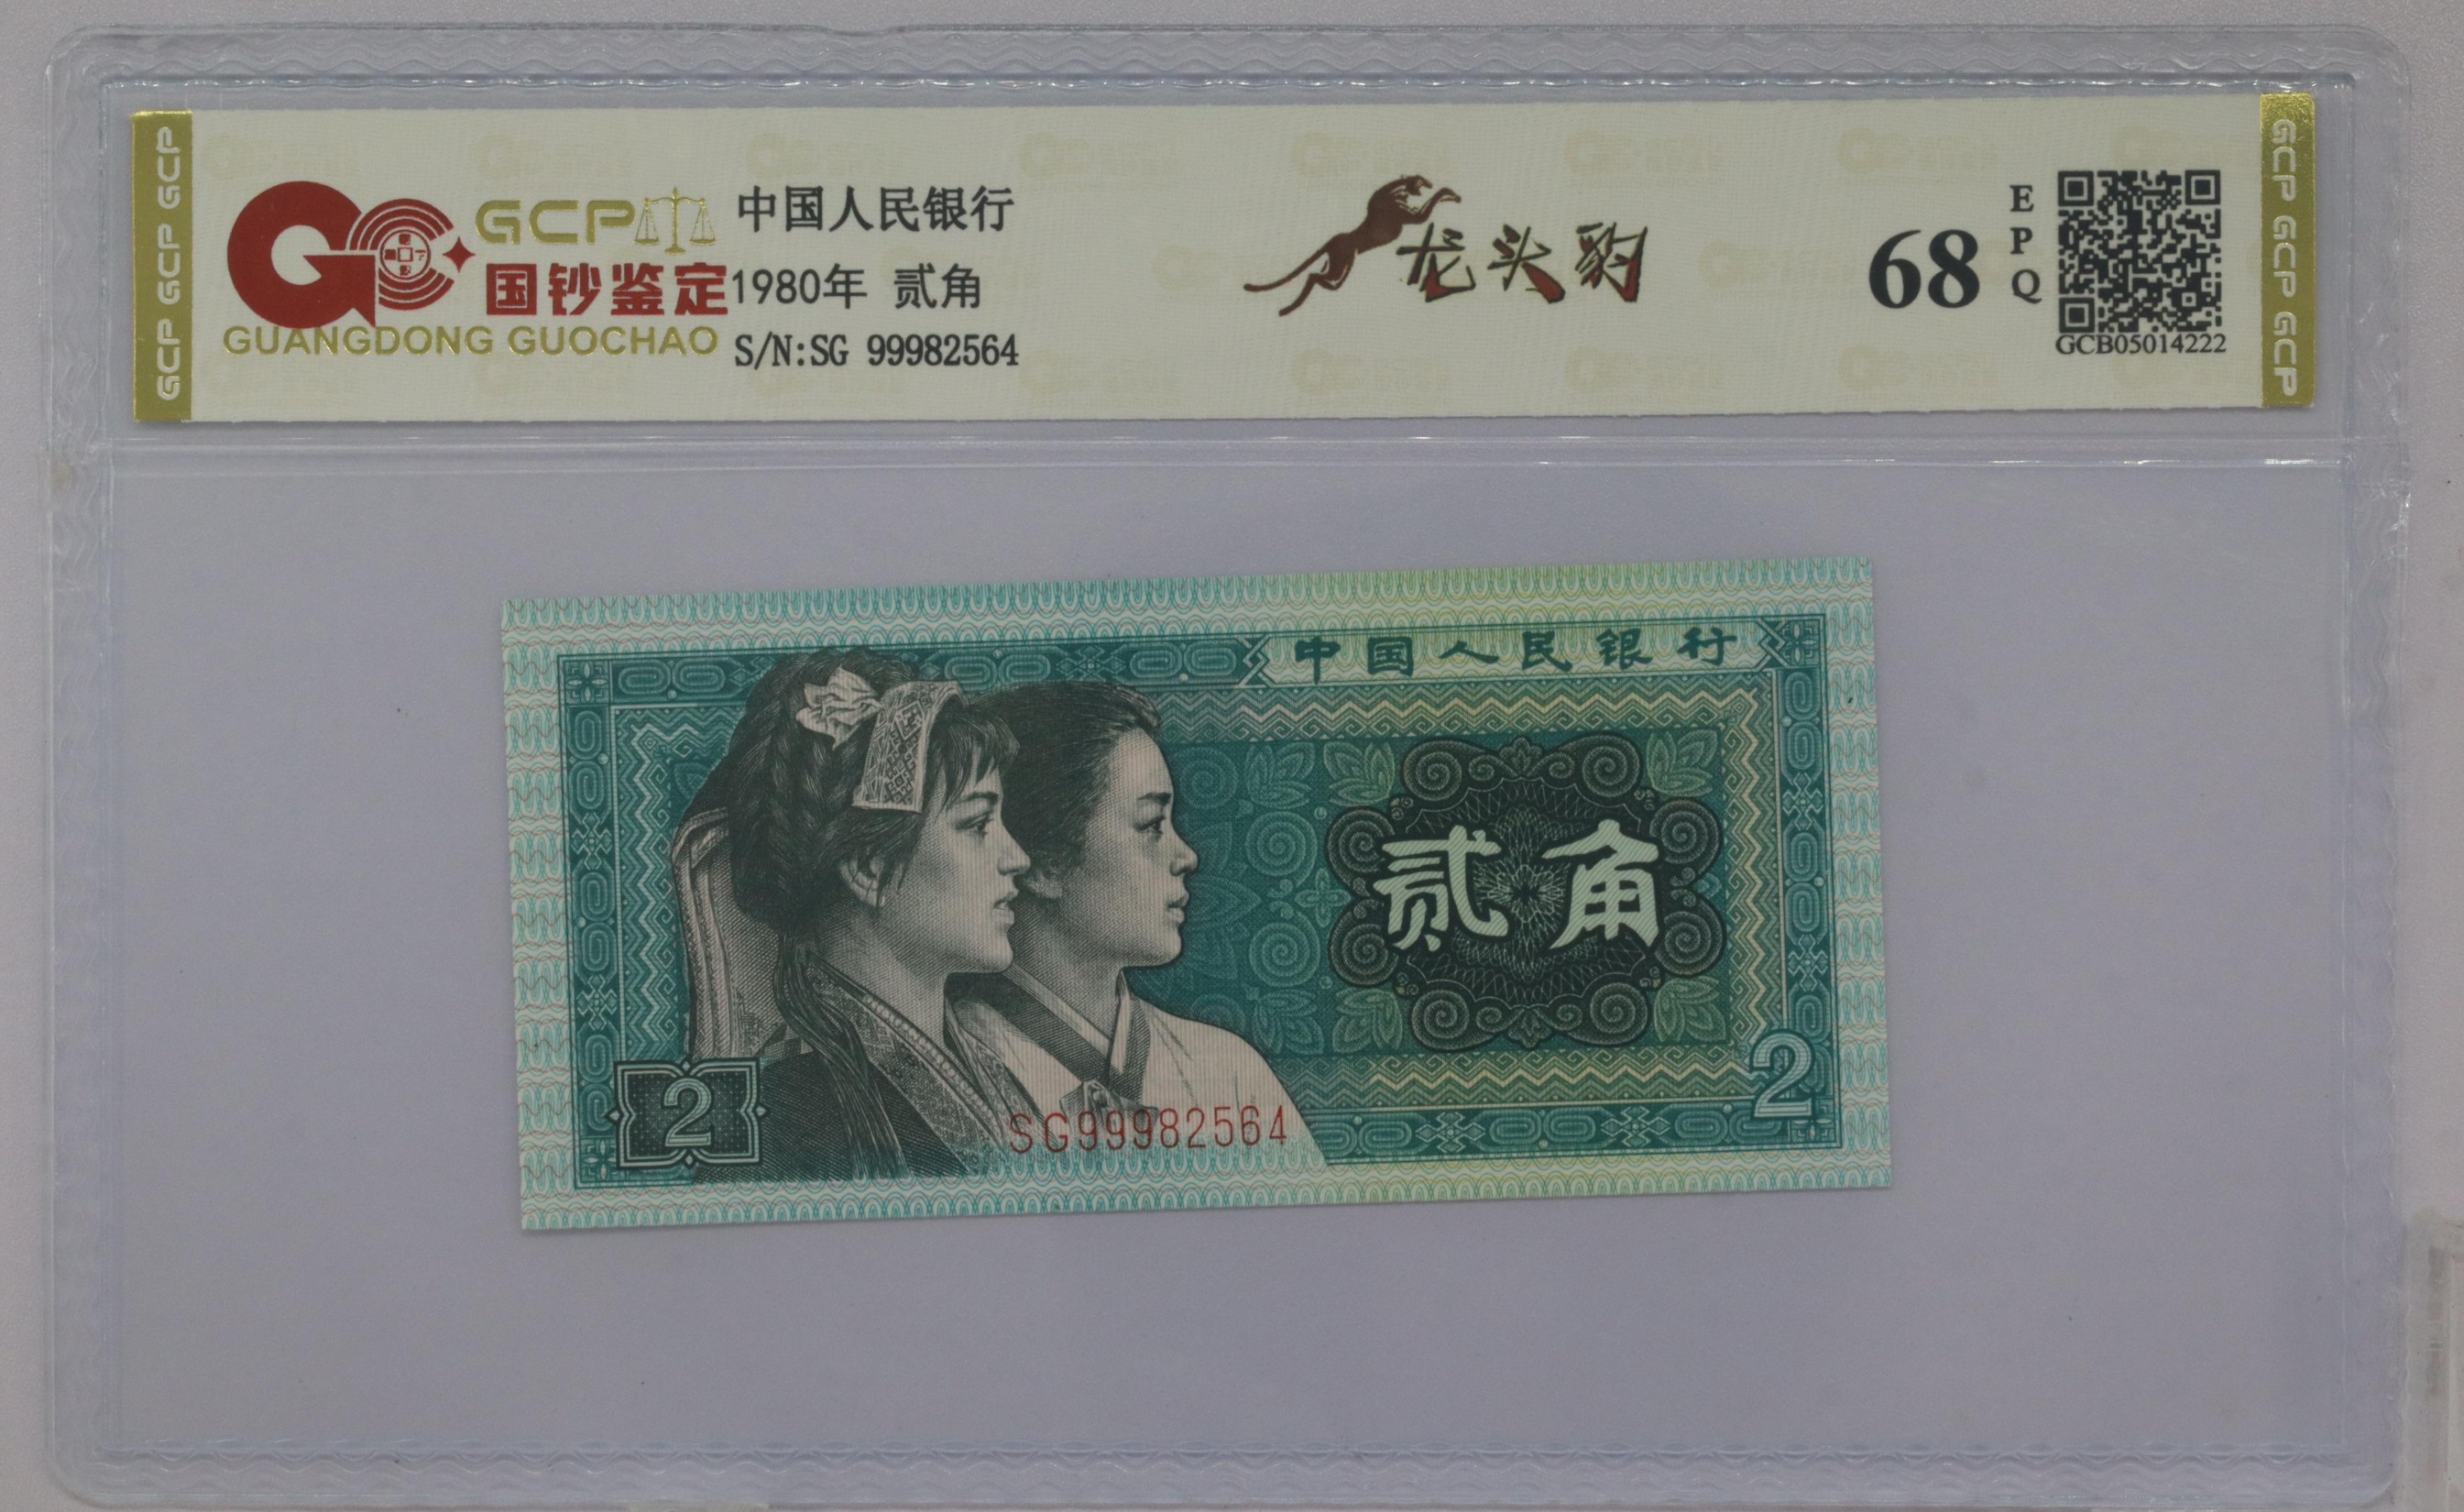 GCP GCP GCP
GCP
国钞鉴定
GUANGDONG GUOCHAO
中国人民银行
1980年 贰角
S/N:SG 99982564
龙头豹
68
EPQ
GCB05014222
GCP GCP GCP
中国人民银行
贰角
2
2
SG99982564